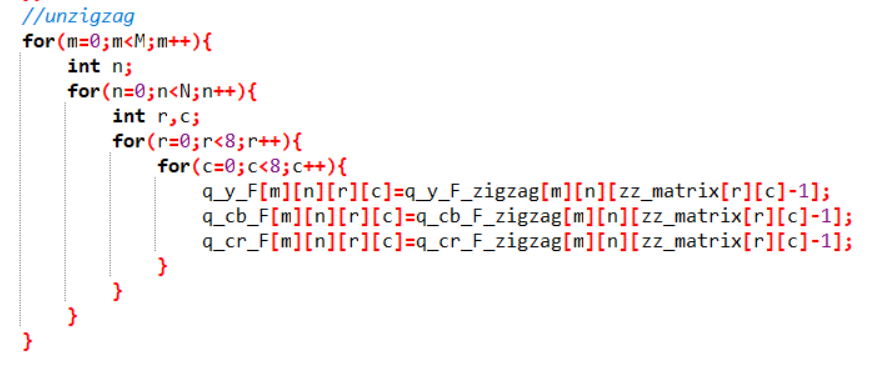 //unzigzag
for(m=0;m<M;m++){
    int n;
    for(n=0;n<N;n++){
        int r,c;
        for(r=0;r<8;r++){
            for(c=0;c<8;c++){
                q_y_F[m][n][r][c]=q_y_F_zigzag[m][n][zz_matrix[r][c]-1];
                q_cb_F[m][n][r][c]=q_cb_F_zigzag[m][n][zz_matrix[r][c]-1];
                q_cr_F[m][n][r][c]=q_cr_F_zigzag[m][n][zz_matrix[r][c]-1];
            }
        }
    }
}